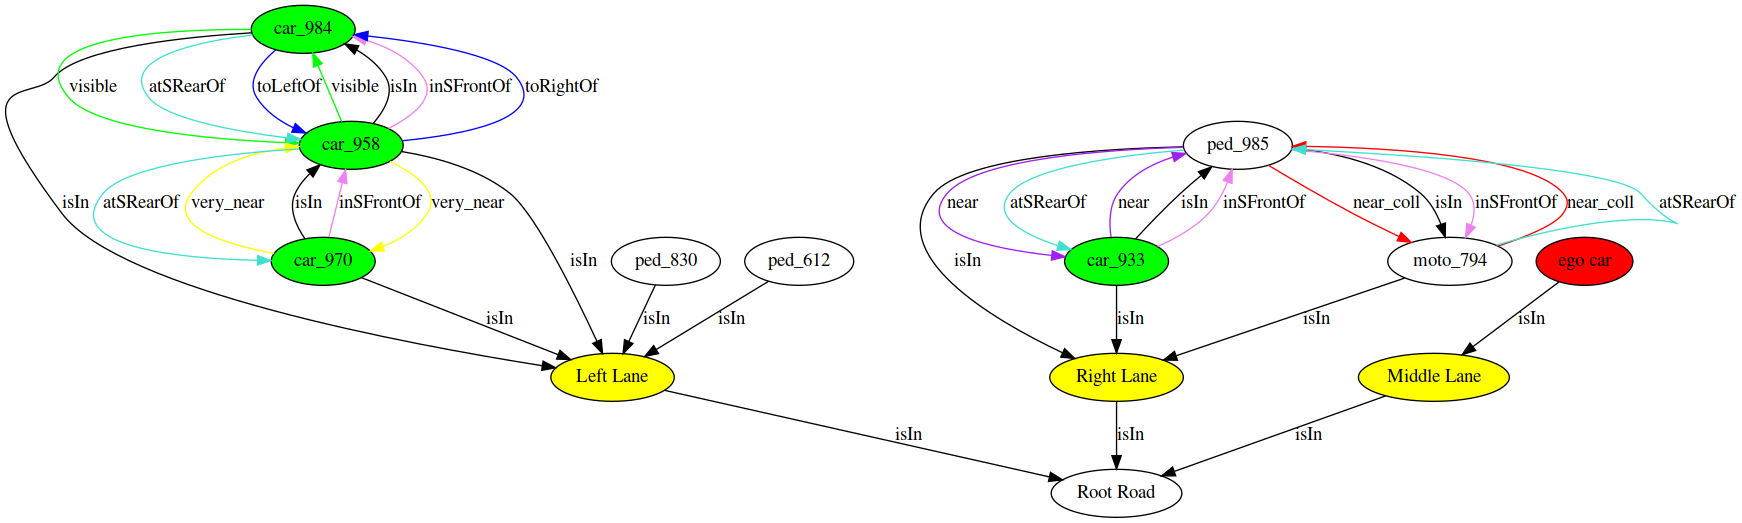 car_984
visible
atSRearOf
toLeftOf
visible
isIn
inSFrontOf
toRightOf
car_958
ped_985
isIn
atSRearOf
very_near
isIn
inSFrontOf
very_near
near
atSRearOf
near
isIn
inSFrontOf
near_coll
isIn
inSFrontOf
near_coll
atSRearOf
car_970
isIn
ped_830
ped_612
isIn
car_933
moto_794
ego car
isIn
isIn
isIn
isIn
isIn
isIn
Left Lane
Right Lane
Middle Lane
isIn
isIn
isIn
Root Road